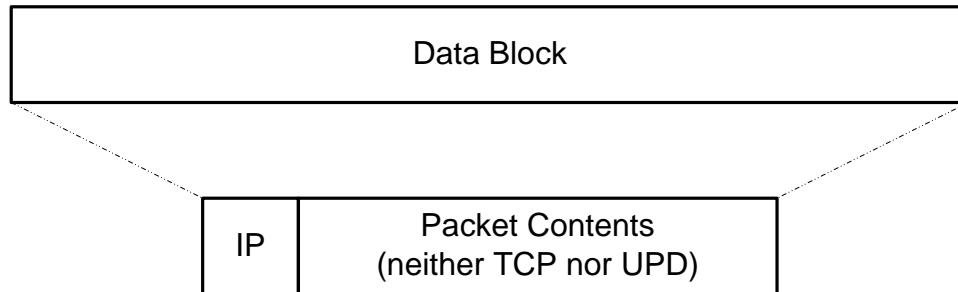 Data Block
IP
Packet Contents
(neither TCP nor UPD)